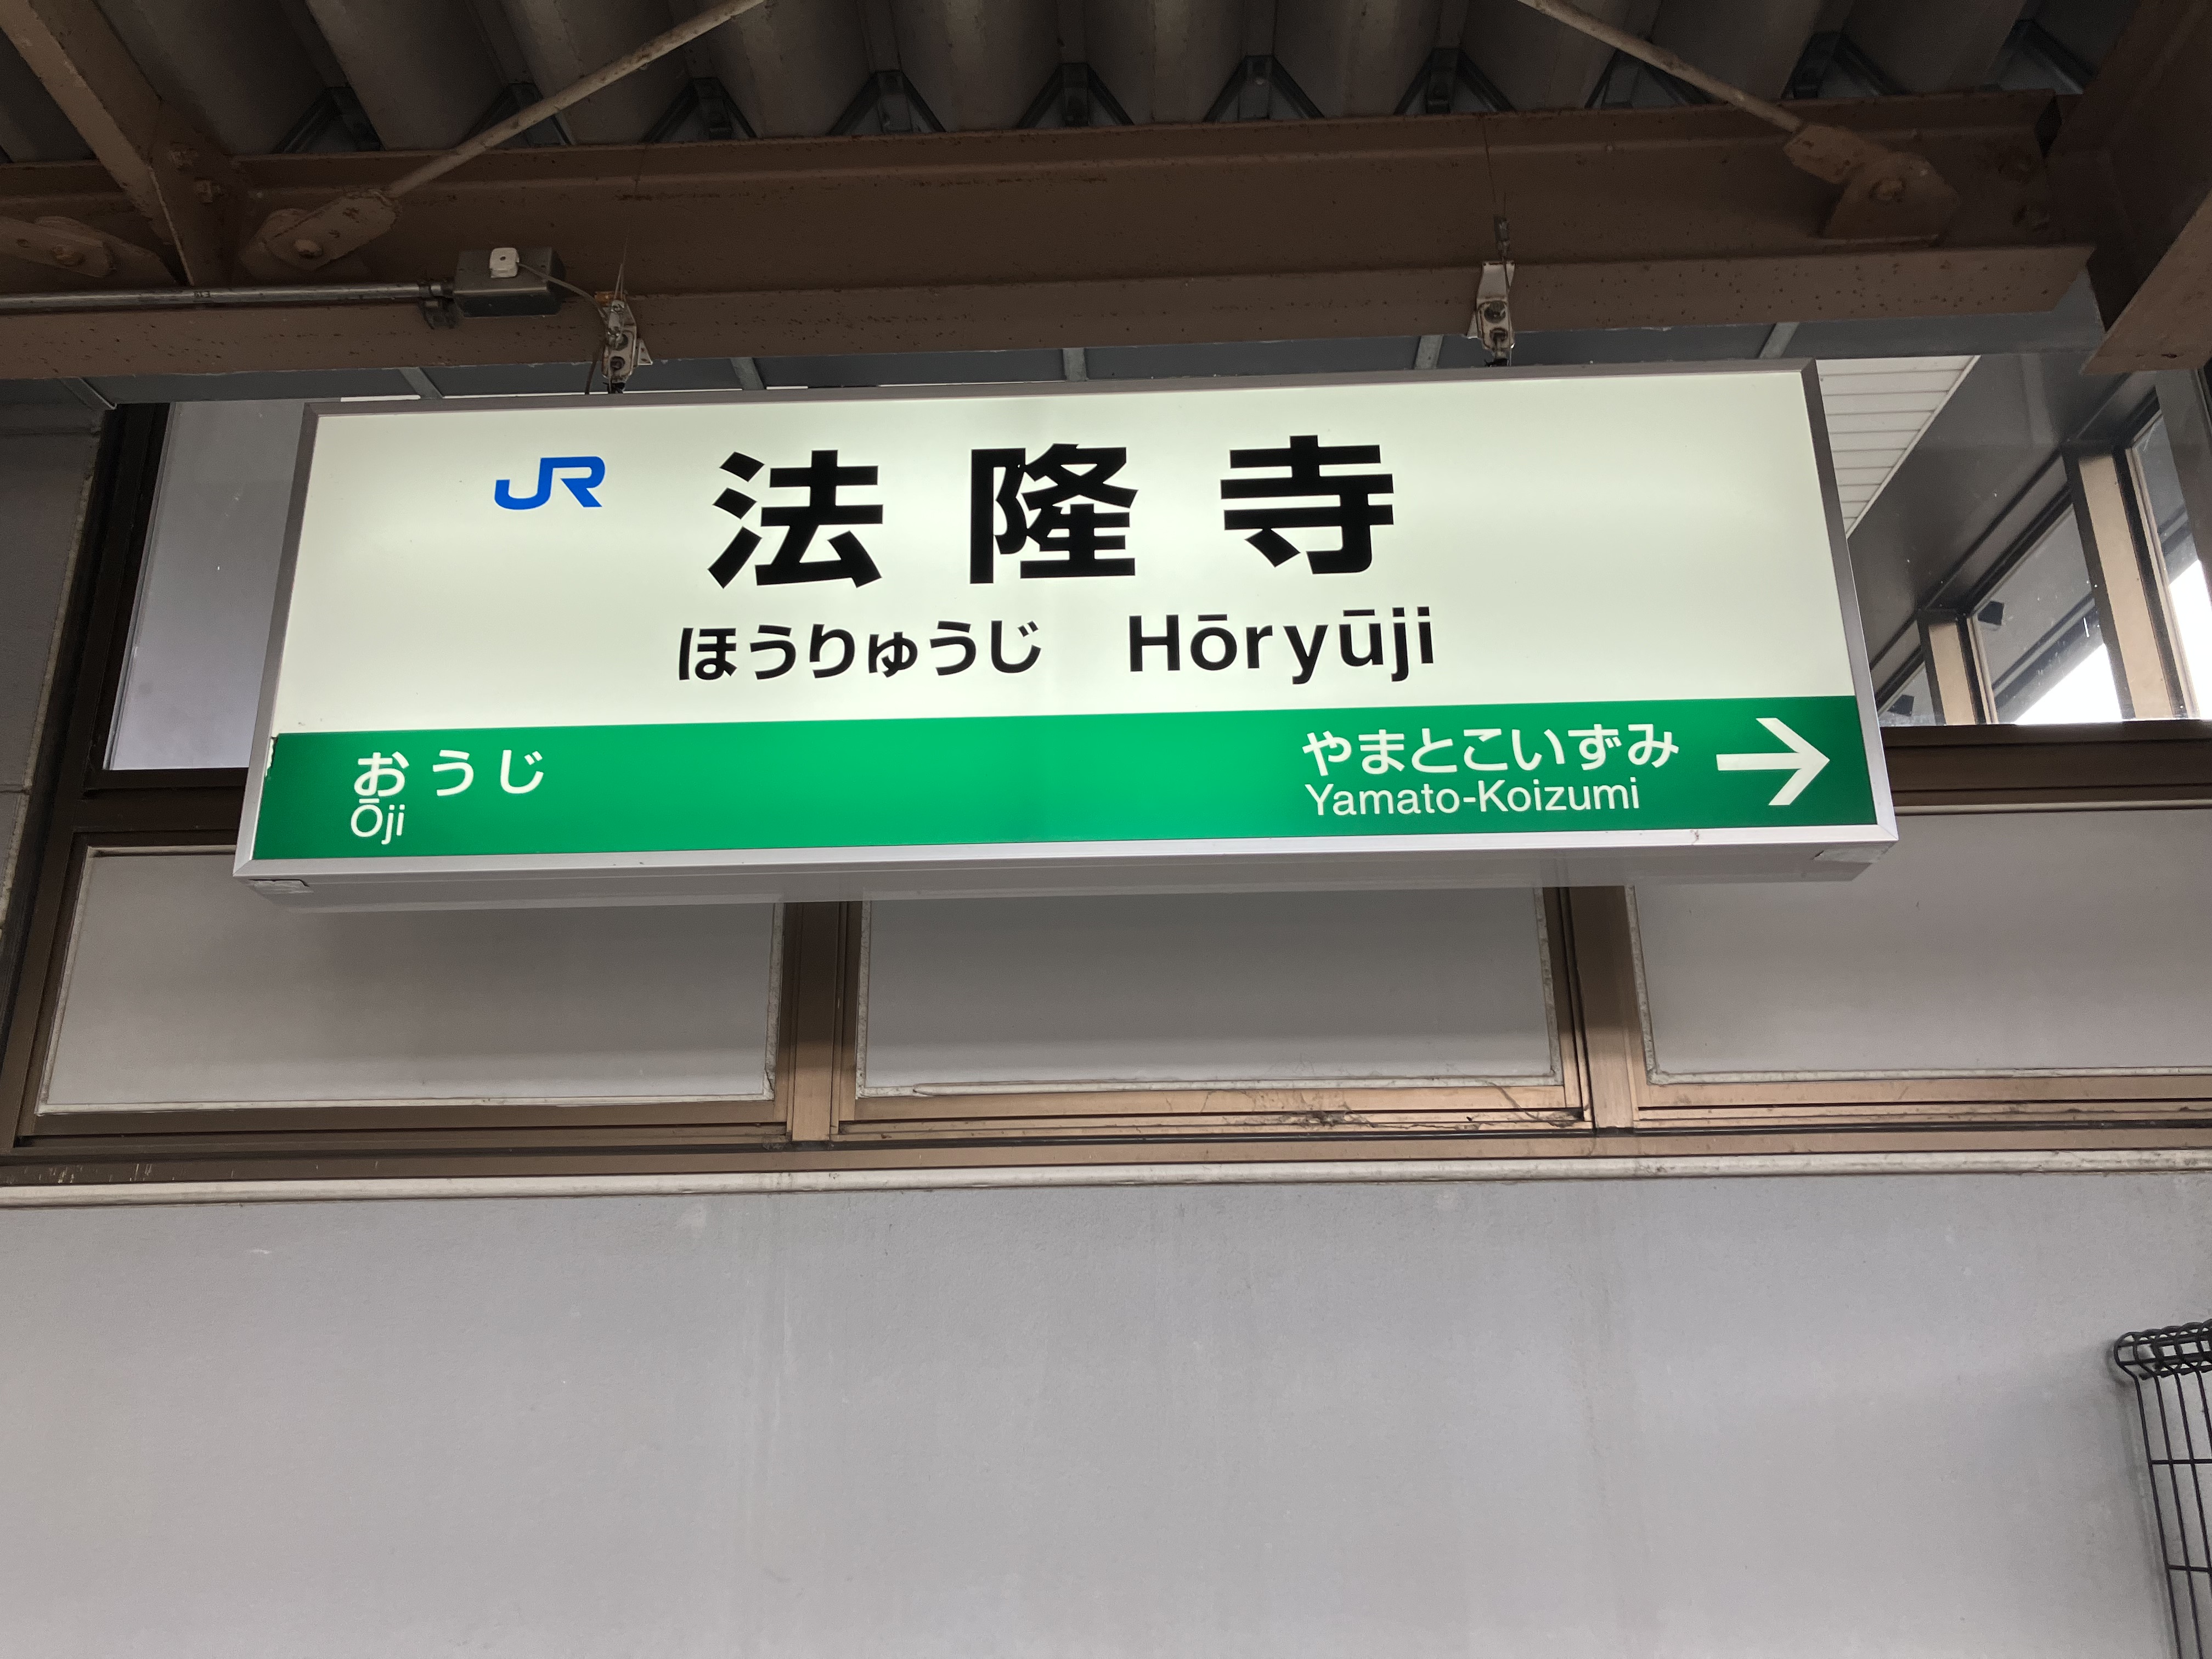 JR 法隆寺
ほうりゅうじ Hōryūji
おうじ
Ōji
やまとこいずみ →
Yamato-Koizumi